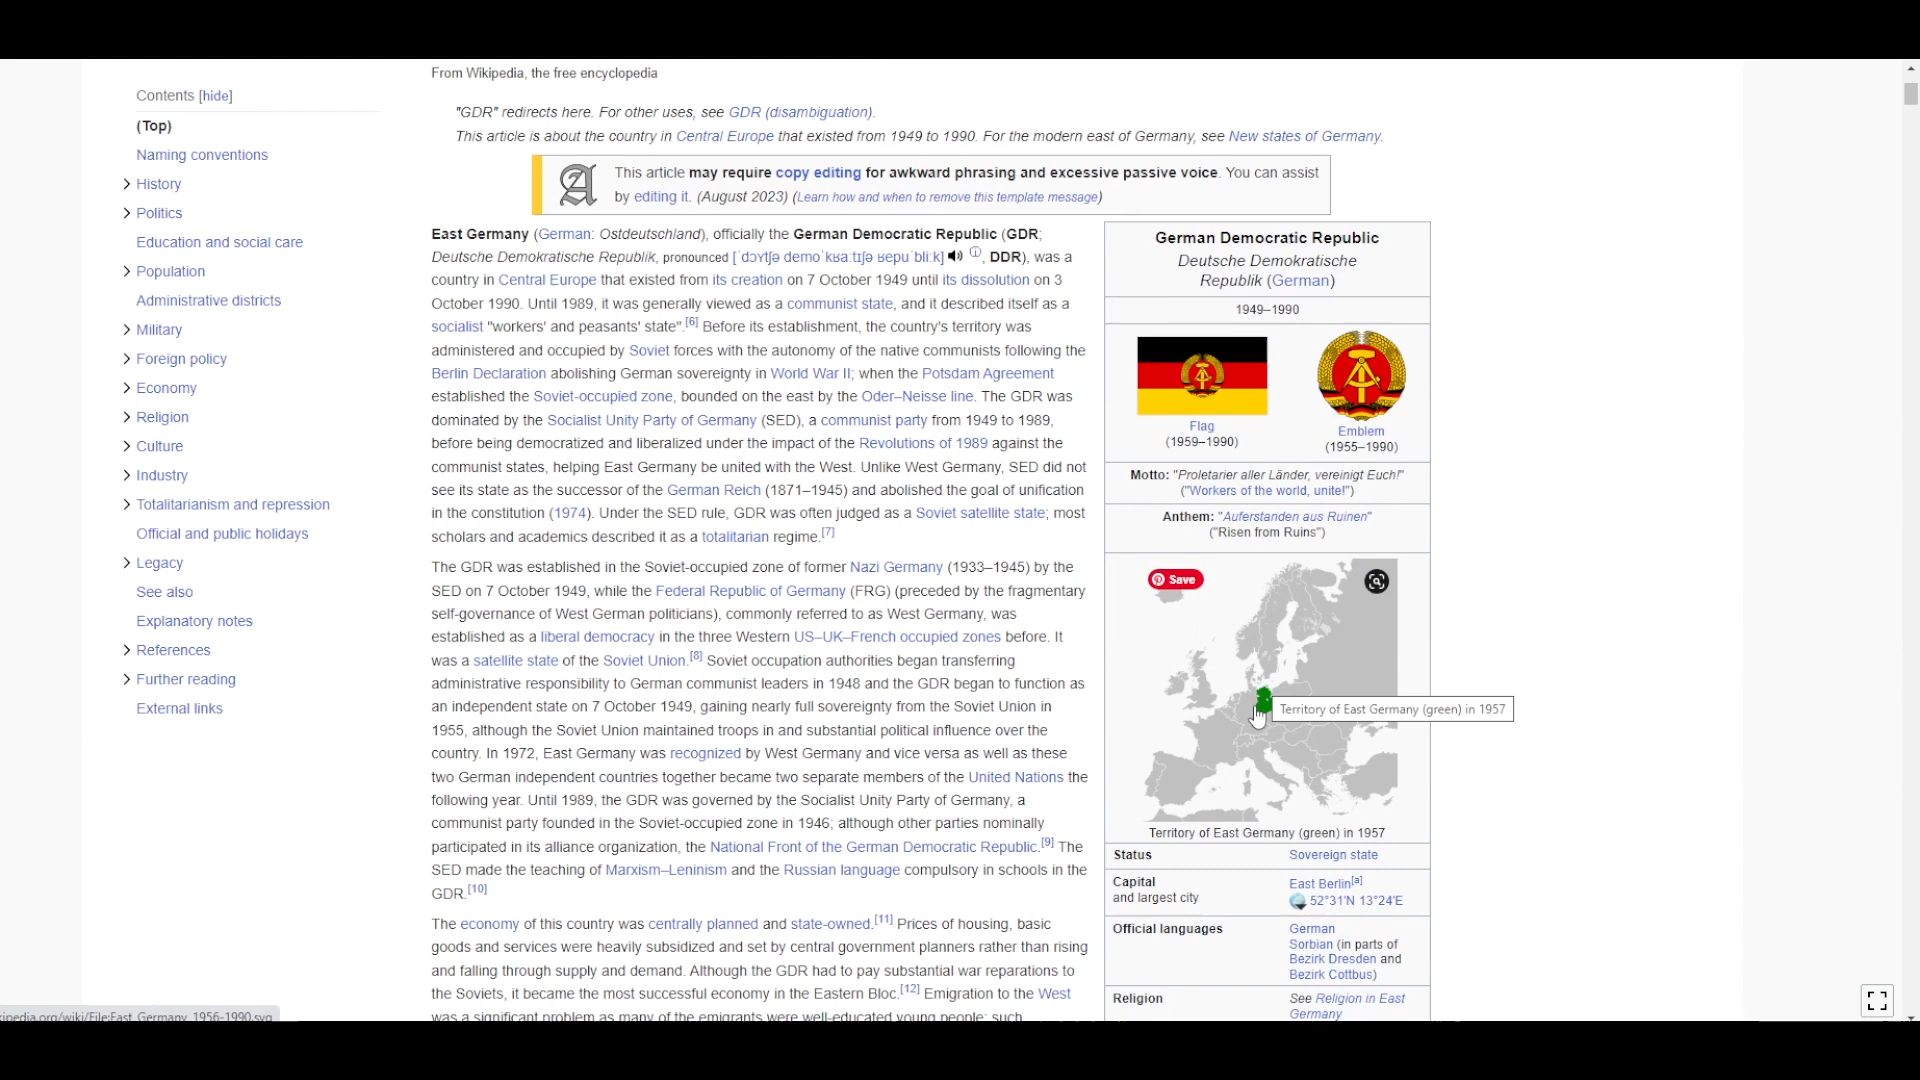 From Wikipedia, the free encyclopedia
Contents [hide]
(Top)
Naming conventions
History
Politics
Education and social care
Population
Administrative districts
Military
Foreign policy
Economy
Religion
Culture
Industry
Totalitarianism and repression
Official and public holidays
Legacy
See also
Explanatory notes
References
Further reading
External links
"GDR" redirects here. For other uses, see GDR (disambiguation).
This article is about the country in Central Europe that existed from 1949 to 1990. For the modern east of Germany, see New states of Germany.
This article may require copy editing for awkward phrasing and excessive passive voice. You can assist
by editing it. (August 2023) (Learn how and when to remove this template message)
East Germany (German: Ostdeutschland), officially the German Democratic Republic (GDR;
Deutsche Demokratische Republik, pronounced [ˈdɔʏtʃə demoˈkʁaːtɪʃə ʁepuˈbliːk] ⓘ, DDR), was a
country in Central Europe that existed from its creation on 7 October 1949 until its dissolution on 3
October 1990. Until 1989, it was generally viewed as a communist state, and it described itself as a
socialist "workers' and peasants' state".[6] Before its establishment, the country's territory was
administered and occupied by Soviet forces with the autonomy of the native communists following the
Berlin Declaration abolishing German sovereignty in World War II; when the Potsdam Agreement
established the Soviet-occupied zone, bounded on the east by the Oder–Neisse line. The GDR was
dominated by the Socialist Unity Party of Germany (SED), a communist party from 1949 to 1989,
before being democratized and liberalized under the impact of the Revolutions of 1989 against the
communist states, helping East Germany be united with the West. Unlike West Germany, SED did not
see its state as the successor of the German Reich (1871–1945) and abolished the goal of unification
in the constitution (1974). Under the SED rule, GDR was often judged as a Soviet satellite state; most
scholars and academics described it as a totalitarian regime.[7]
The GDR was established in the Soviet-occupied zone of former Nazi Germany (1933–1945) by the
SED on 7 October 1949, while the Federal Republic of Germany (FRG) (preceded by the fragmentary
self-governance of West German politicians), commonly referred to as West Germany, was
established as a liberal democracy in the three Western US–UK–French occupied zones before. It
was a satellite state of the Soviet Union.[8] Soviet occupation authorities began transferring
administrative responsibility to German communist leaders in 1948 and the GDR began to function as
an independent state on 7 October 1949, gaining nearly full sovereignty from the Soviet Union in
1955, although the Soviet Union maintained troops in and substantial political influence over the
country. In 1972, East Germany was recognized by West Germany and vice versa as well as these
two German independent countries together became two separate members of the United Nations the
following year. Until 1989, the GDR was governed by the Socialist Unity Party of Germany, a
communist party founded in the Soviet-occupied zone in 1946; although other parties nominally
participated in its alliance organization, the National Front of the German Democratic Republic.[9] The
SED made the teaching of Marxism–Leninism and the Russian language compulsory in schools in the
GDR.[10]
The economy of this country was centrally planned and state-owned.[11] Prices of housing, basic
goods and services were heavily subsidized and set by central government planners rather than rising
and falling through supply and demand. Although the GDR had to pay substantial war reparations to
the Soviets, it became the most successful economy in the Eastern Bloc.[12] Emigration to the West
was a significant problem as many of the emigrants were well-educated young people; such
German Democratic Republic
Deutsche Demokratische
Republik (German)
1949–1990
Flag
(1959–1990)
Emblem
(1955–1990)
Motto: "Proletarier aller Länder, vereinigt Euch!"
("Workers of the world, unite!")
Anthem: "Auferstanden aus Ruinen"
("Risen from Ruins")
Save
Territory of East Germany (green) in 1957
Territory of East Germany (green) in 1957
Status Sovereign state
Capital East Berlin[a]
and largest city 52°31′N 13°24′E
Official languages German
Sorbian (in parts of
Bezirk Dresden and
Bezirk Cottbus)
Religion See Religion in East
Germany
kipedia.org/wiki/File:East_Germany_1956-1990.svg